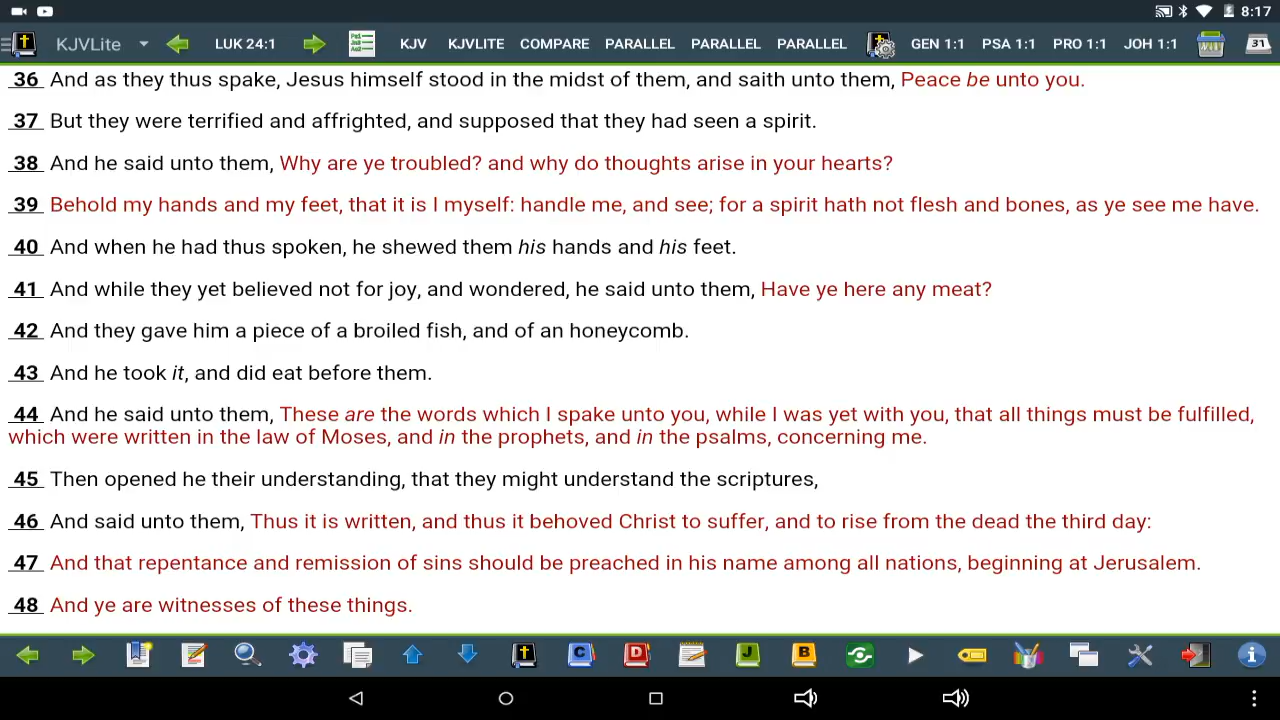 8:17
KJVLite LUK 24:1 KJV KJVLITE COMPARE PARALLEL PARALLEL PARALLEL GEN 1:1 PSA 1:1 PRO 1:1 JOH 1:1 31
36 And as they thus spake, Jesus himself stood in the midst of them, and saith unto them, Peace be unto you.
37 But they were terrified and affrighted, and supposed that they had seen a spirit.
38 And he said unto them, Why are ye troubled? and why do thoughts arise in your hearts?
39 Behold my hands and my feet, that it is I myself: handle me, and see; for a spirit hath not flesh and bones, as ye see me have.
40 And when he had thus spoken, he shewed them his hands and his feet.
41 And while they yet believed not for joy, and wondered, he said unto them, Have ye here any meat?
42 And they gave him a piece of a broiled fish, and of an honeycomb.
43 And he took it, and did eat before them.
44 And he said unto them, These are the words which I spake unto you, while I was yet with you, that all things must be fulfilled,
which were written in the law of Moses, and in the prophets, and in the psalms, concerning me.
45 Then opened he their understanding, that they might understand the scriptures,
46 And said unto them, Thus it is written, and thus it behoved Christ to suffer, and to rise from the dead the third day:
47 And that repentance and remission of sins should be preached in his name among all nations, beginning at Jerusalem.
48 And ye are witnesses of these things.
C D J B i